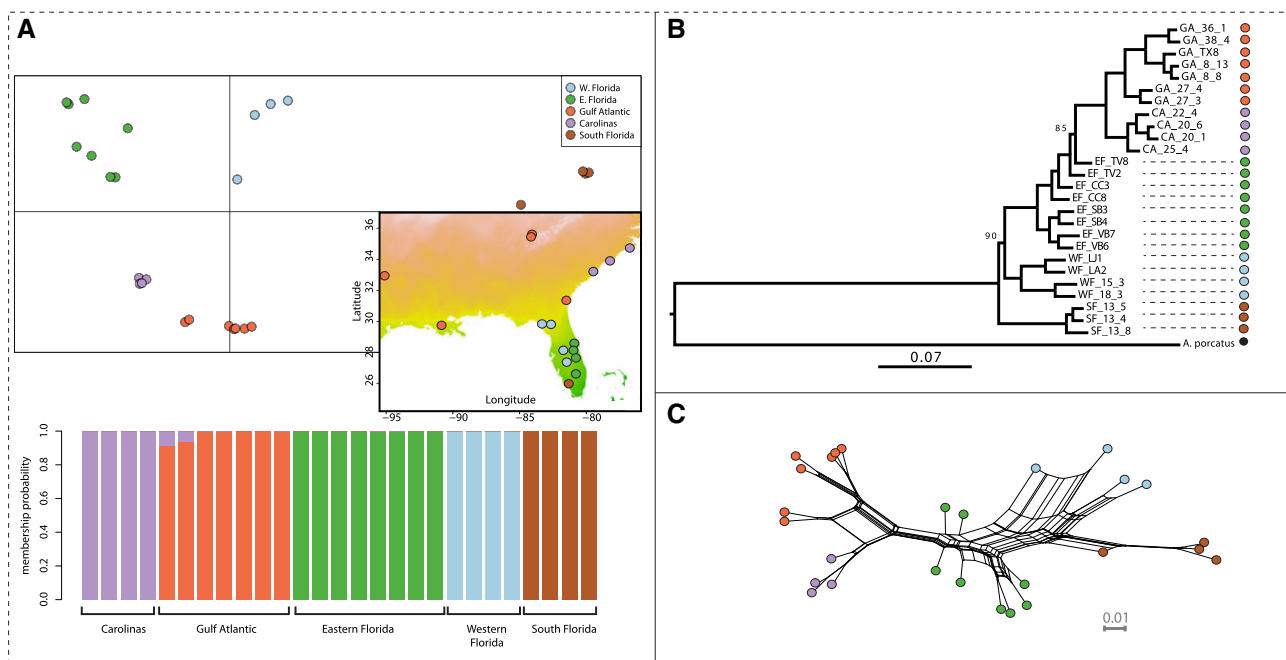 A
W. Florida
E. Florida
Gulf Atlantic
Carolinas
South Florida
Latitude
36
34
32
30
28
26
Longitude
−95
−90
−85
−80
membership probability
1.0
0.8
0.6
0.4
0.2
0.0
Carolinas
Gulf Atlantic
Eastern Florida
Western
Florida
South Florida
B
GA_36_1
GA_38_4
GA_TX8
GA_8_13
GA_8_8
GA_27_4
GA_27_3
CA_22_4
CA_20_6
CA_20_1
CA_25_4
EF_TV8
EF_TV2
EF_CC3
EF_CC8
EF_SB3
EF_SB4
EF_VB7
EF_VB6
WF_LJ1
WF_LA2
WF_15_3
WF_18_3
SF_13_5
SF_13_4
SF_13_8
A. porcatus
85
90
0.07
C
0.01